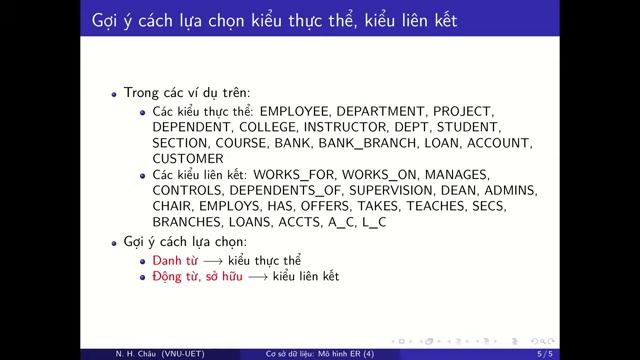 Gợi ý cách lựa chọn kiểu thực thể, kiểu liên kết
Trong các ví dụ trên:
Các kiểu thực thể: EMPLOYEE, DEPARTMENT, PROJECT,
DEPENDENT, COLLEGE, INSTRUCTOR, DEPT, STUDENT,
SECTION, COURSE, BANK, BANK_BRANCH, LOAN, ACCOUNT,
CUSTOMER
Các kiểu liên kết: WORKS_FOR, WORKS_ON, MANAGES,
CONTROLS, DEPENDENTS_OF, SUPERVISION, DEAN, ADMINS,
CHAIR, EMPLOYS, HAS, OFFERS, TAKES, TEACHES, SECS,
BRANCHES, LOANS, ACCTS, A_C, L_C
Gợi ý cách lựa chọn:
Danh từ ⟶ kiểu thực thể
Động từ, sở hữu ⟶ kiểu liên kết
N. H. Châu (VNU-UET) Cơ sở dữ liệu: Mô hình ER (4) 5 / 5